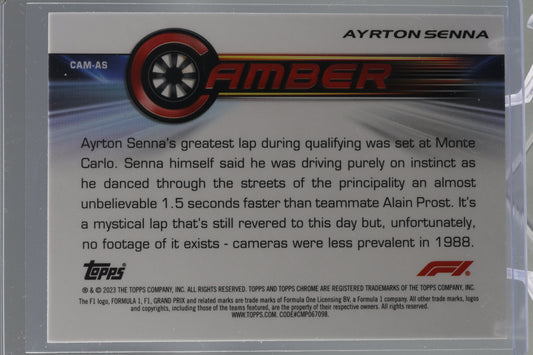 AYRTON SENNA
CAM-AS
CAMBER
Ayrton Senna's greatest lap during qualifying was set at Monte
Carlo. Senna himself said he was driving purely on instinct as
he danced through the streets of the principality an almost
unbelievable 1.5 seconds faster than teammate Alain Prost. It's
a mystical lap that's still revered to this day but, unfortunately,
no footage of it exists - cameras were less prevalent in 1988.
Topps F1
® & © 2023 THE TOPPS COMPANY, INC. ALL RIGHTS RESERVED. TOPPS AND TOPPS CHROME ARE REGISTERED TRADEMARKS OF THE TOPPS COMPANY, INC.
The F1 logo, FORMULA 1, F1, GRAND PRIX and related marks are trade marks of Formula One Licensing BV, a Formula 1 company. All other trade marks, logos
and copyrights, including those of the teams featured, are the property of their respective owners. All rights reserved.
WWW.TOPPS.COM. CODE#CMP067098.